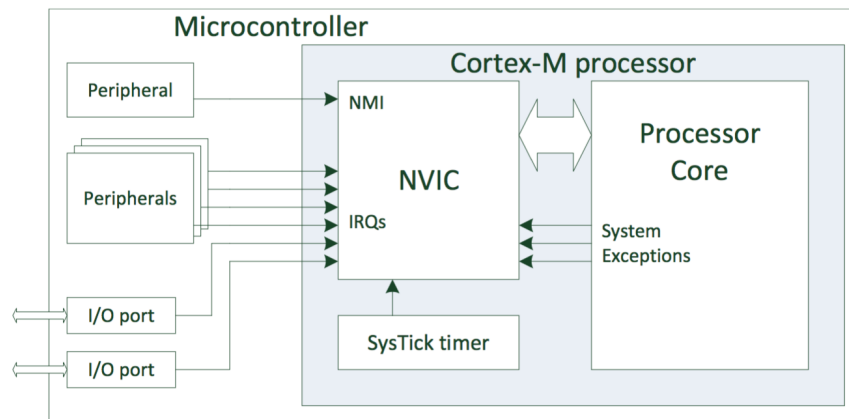 Microcontroller
Cortex-M processor
Peripheral
NMI
Processor
Core
NVIC
Peripherals
IRQs
System
Exceptions
I/O port
SysTick timer
I/O port